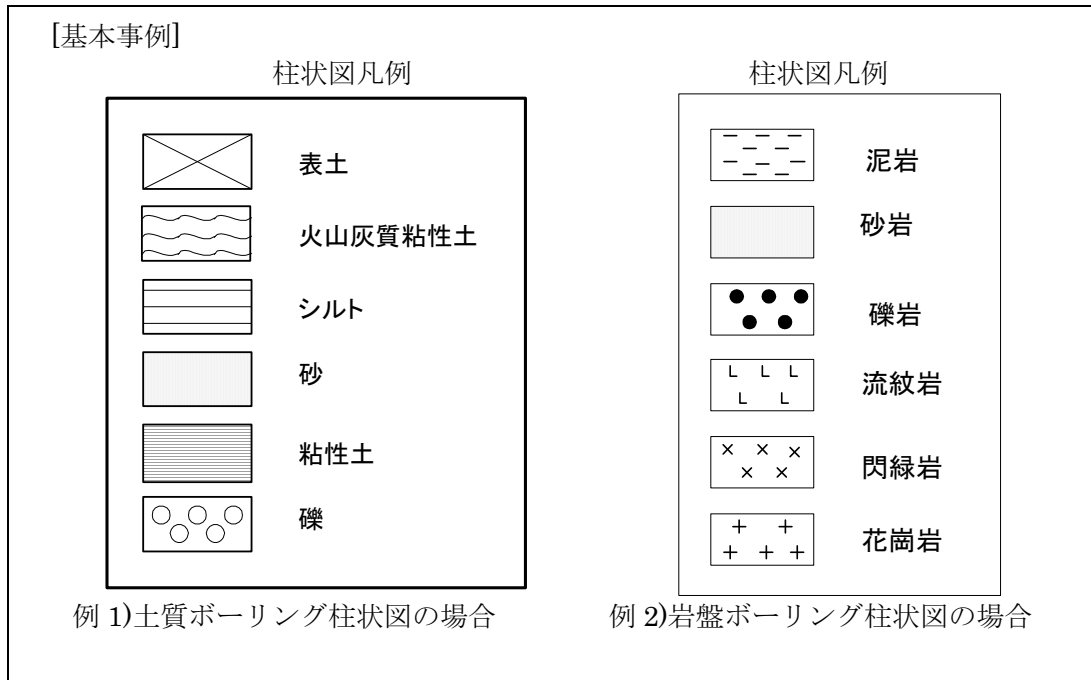 [基本事例]
柱状図凡例
表土
火山灰質粘性土
シルト
砂
粘性土
礫
例 1)土質ボーリング柱状図の場合
柱状図凡例
泥岩
砂岩
礫岩
流紋岩
閃緑岩
花崗岩
例 2)岩盤ボーリング柱状図の場合